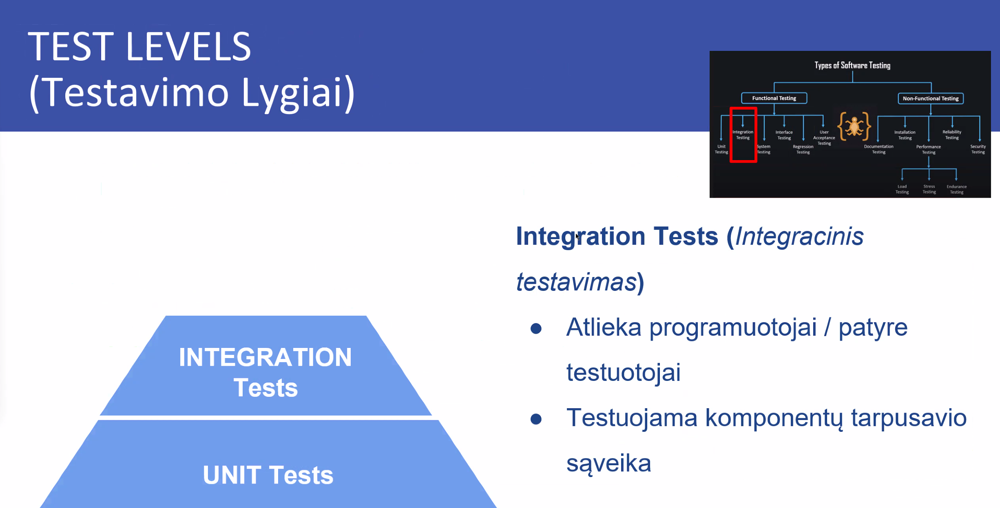 TEST LEVELS
(Testavimo Lygiai)
Types of Software Testing
Functional Testing
Non-Functional Testing
Unit
Testing
Integration
Testing
System
Testing
Interface
Testing
Regression
Testing
User
Acceptance
Testing
Documentation
Testing
Installation
Testing
Performance
Testing
Reliability
Testing
Security
Testing
Load
Testing
Stress
Testing
Endurance
Testing
Integration Tests (Integracinis
testavimas)
● Atlieka programuotojai / patyre
testuotojai
● Testuojama komponentų tarpusavio
sąveika
INTEGRATION
Tests
UNIT Tests